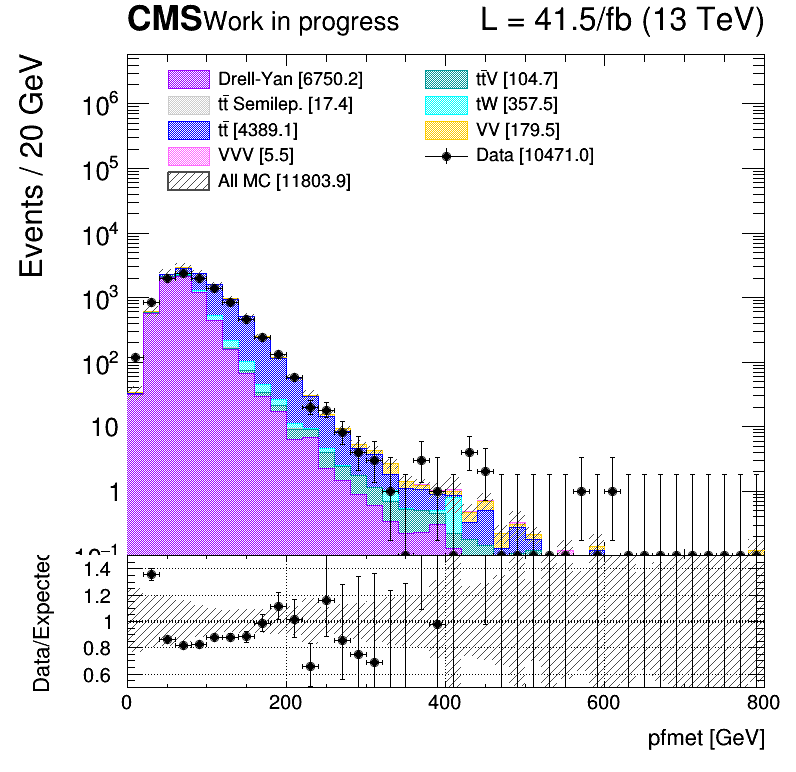 CMS Work in progress L = 41.5/fb (13 TeV)
Events / 20 GeV
Drell-Yan [6750.2]
tt̄ Semilep. [17.4]
tt̄ [4389.1]
VVV [5.5]
All MC [11803.9]
tt̄V [104.7]
tW [357.5]
VV [179.5]
Data [10471.0]
10⁶
10⁵
10⁴
10³
10²
10
1
10⁻¹
Data/Expected
1.4
1.2
1
0.8
0.6
0 200 400 600 800
pfmet [GeV]